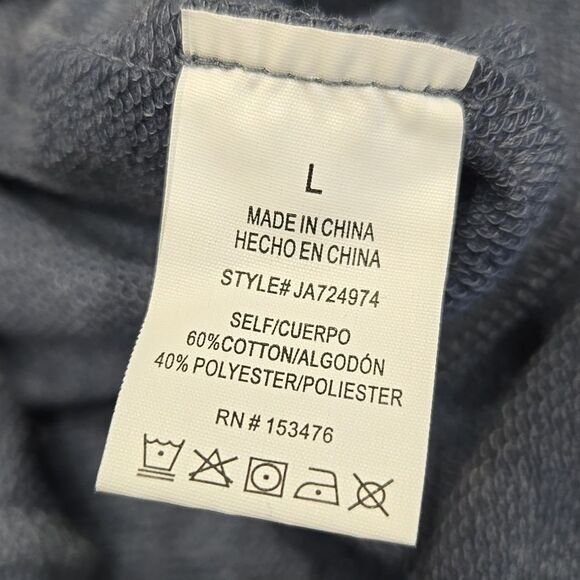 L
MADE IN CHINA
HECHO EN CHINA
STYLE# JA724974
SELF/CUERPO
60%COTTON/ALGODÓN
40% POLYESTER/POLIESTER
RN # 153476